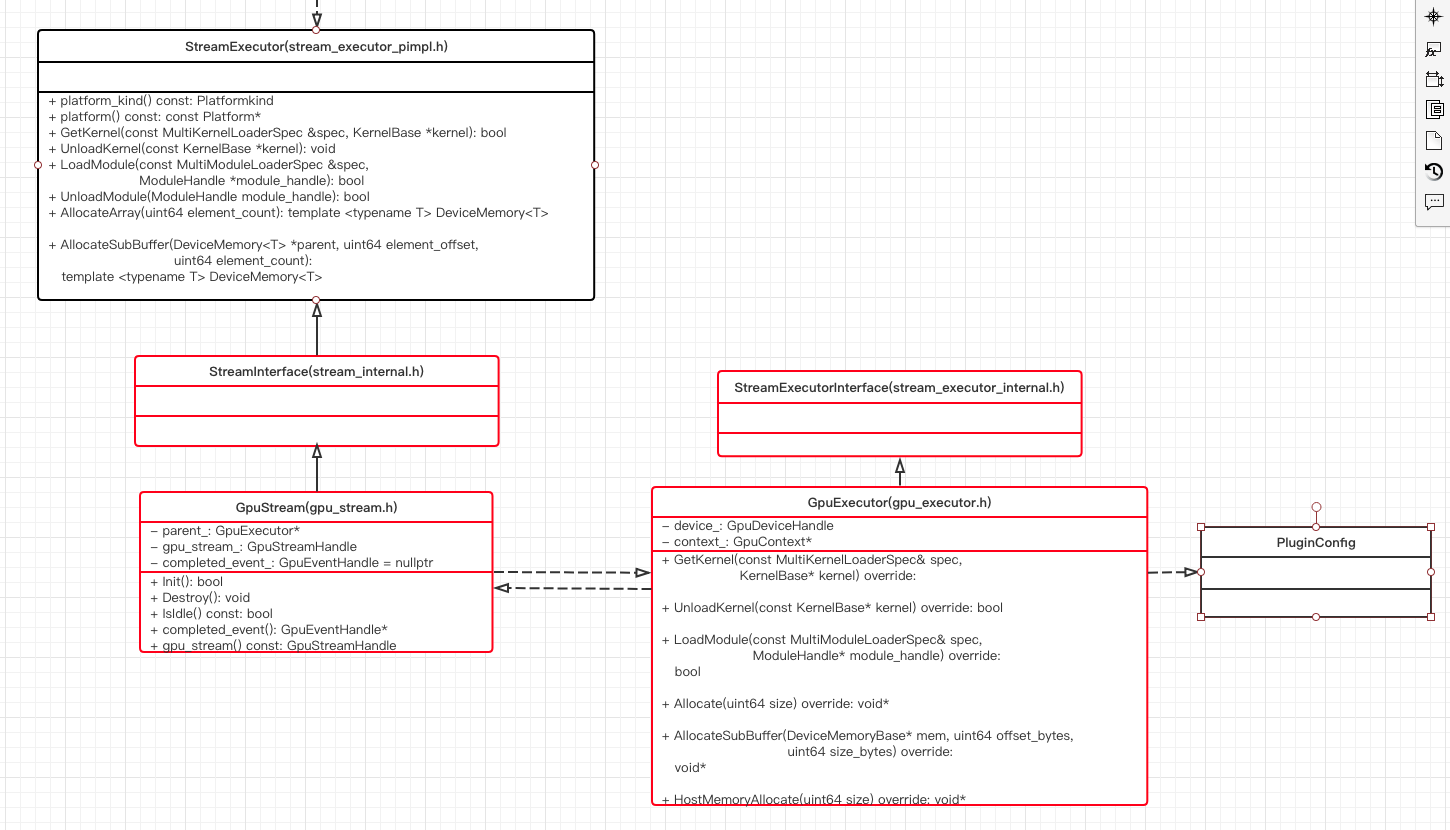 StreamExecutor(stream_executor_pimpl.h)
+ platform_kind() const: Platformkind
+ platform() const: const Platform*
+ GetKernel(const MultiKernelLoaderSpec &spec, KernelBase *kernel): bool
+ UnloadKernel(const KernelBase *kernel): void
+ LoadModule(const MultiModuleLoaderSpec &spec,
ModuleHandle *module_handle): bool
+ UnloadModule(ModuleHandle module_handle): bool
+ AllocateArray(uint64 element_count): template <typename T> DeviceMemory<T>
+ AllocateSubBuffer(DeviceMemory<T> *parent, uint64 element_offset,
uint64 element_count):
template <typename T> DeviceMemory<T>
StreamInterface(stream_internal.h)
GpuStream(gpu_stream.h)
− parent_: GpuExecutor*
− gpu_stream_: GpuStreamHandle
− completed_event_: GpuEventHandle = nullptr
+ Init(): bool
+ Destroy(): void
+ IsIdle() const: bool
+ completed_event(): GpuEventHandle*
+ gpu_stream() const: GpuStreamHandle
StreamExecutorInterface(stream_executor_internal.h)
GpuExecutor(gpu_executor.h)
− device_: GpuDeviceHandle
− context_: GpuContext*
+ GetKernel(const MultiKernelLoaderSpec& spec,
KernelBase* kernel) override:
+ UnloadKernel(const KernelBase* kernel) override: bool
+ LoadModule(const MultiModuleLoaderSpec& spec,
ModuleHandle* module_handle) override:
bool
+ Allocate(uint64 size) override: void*
+ AllocateSubBuffer(DeviceMemoryBase* mem, uint64 offset_bytes,
uint64 size_bytes) override:
void*
+ HostMemoryAllocate(uint64 size) override: void*
PluginConfig
fx